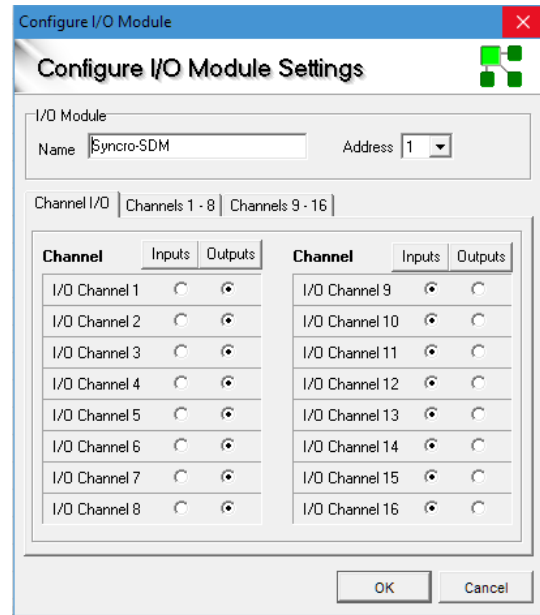 Configure I/O Module
Configure I/O Module Settings
I/O Module
Name Syncro-SDM Address 1
Channel I/O Channels 1 - 8 Channels 9 - 16
Channel Inputs Outputs Channel Inputs Outputs
I/O Channel 1 I/O Channel 9
I/O Channel 2 I/O Channel 10
I/O Channel 3 I/O Channel 11
I/O Channel 4 I/O Channel 12
I/O Channel 5 I/O Channel 13
I/O Channel 6 I/O Channel 14
I/O Channel 7 I/O Channel 15
I/O Channel 8 I/O Channel 16
OK Cancel